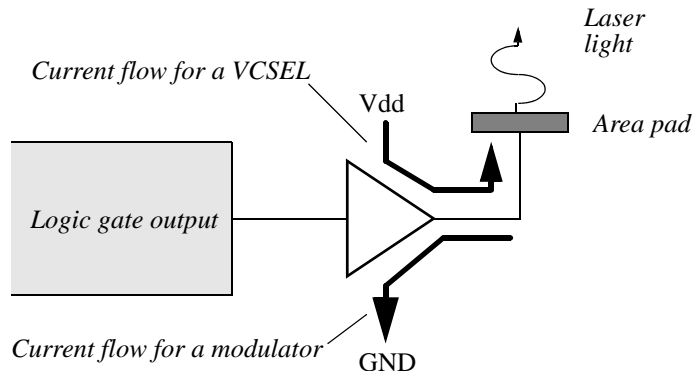 Laser
light
Current flow for a VCSEL
Vdd
Area pad
Logic gate output
Current flow for a modulator
GND